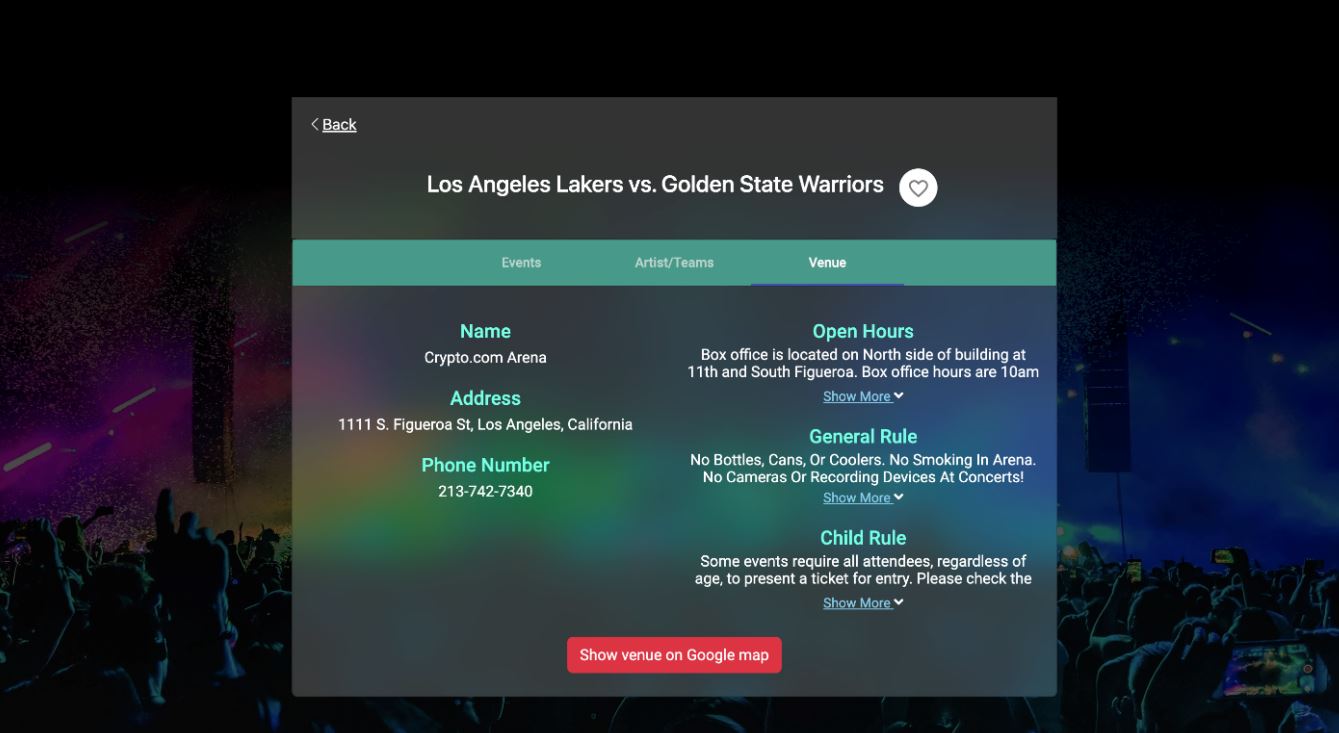 Back
Los Angeles Lakers vs. Golden State Warriors
Events
Artist/Teams
Venue
Name
Crypto.com Arena
Address
1111 S. Figueroa St, Los Angeles, California
Phone Number
213-742-7340
Open Hours
Box office is located on North side of building at
11th and South Figueroa. Box office hours are 10am
Show More
General Rule
No Bottles, Cans, Or Coolers. No Smoking In Arena.
No Cameras Or Recording Devices At Concerts!
Show More
Child Rule
Some events require all attendees, regardless of
age, to present a ticket for entry. Please check the
Show More
Show venue on Google map